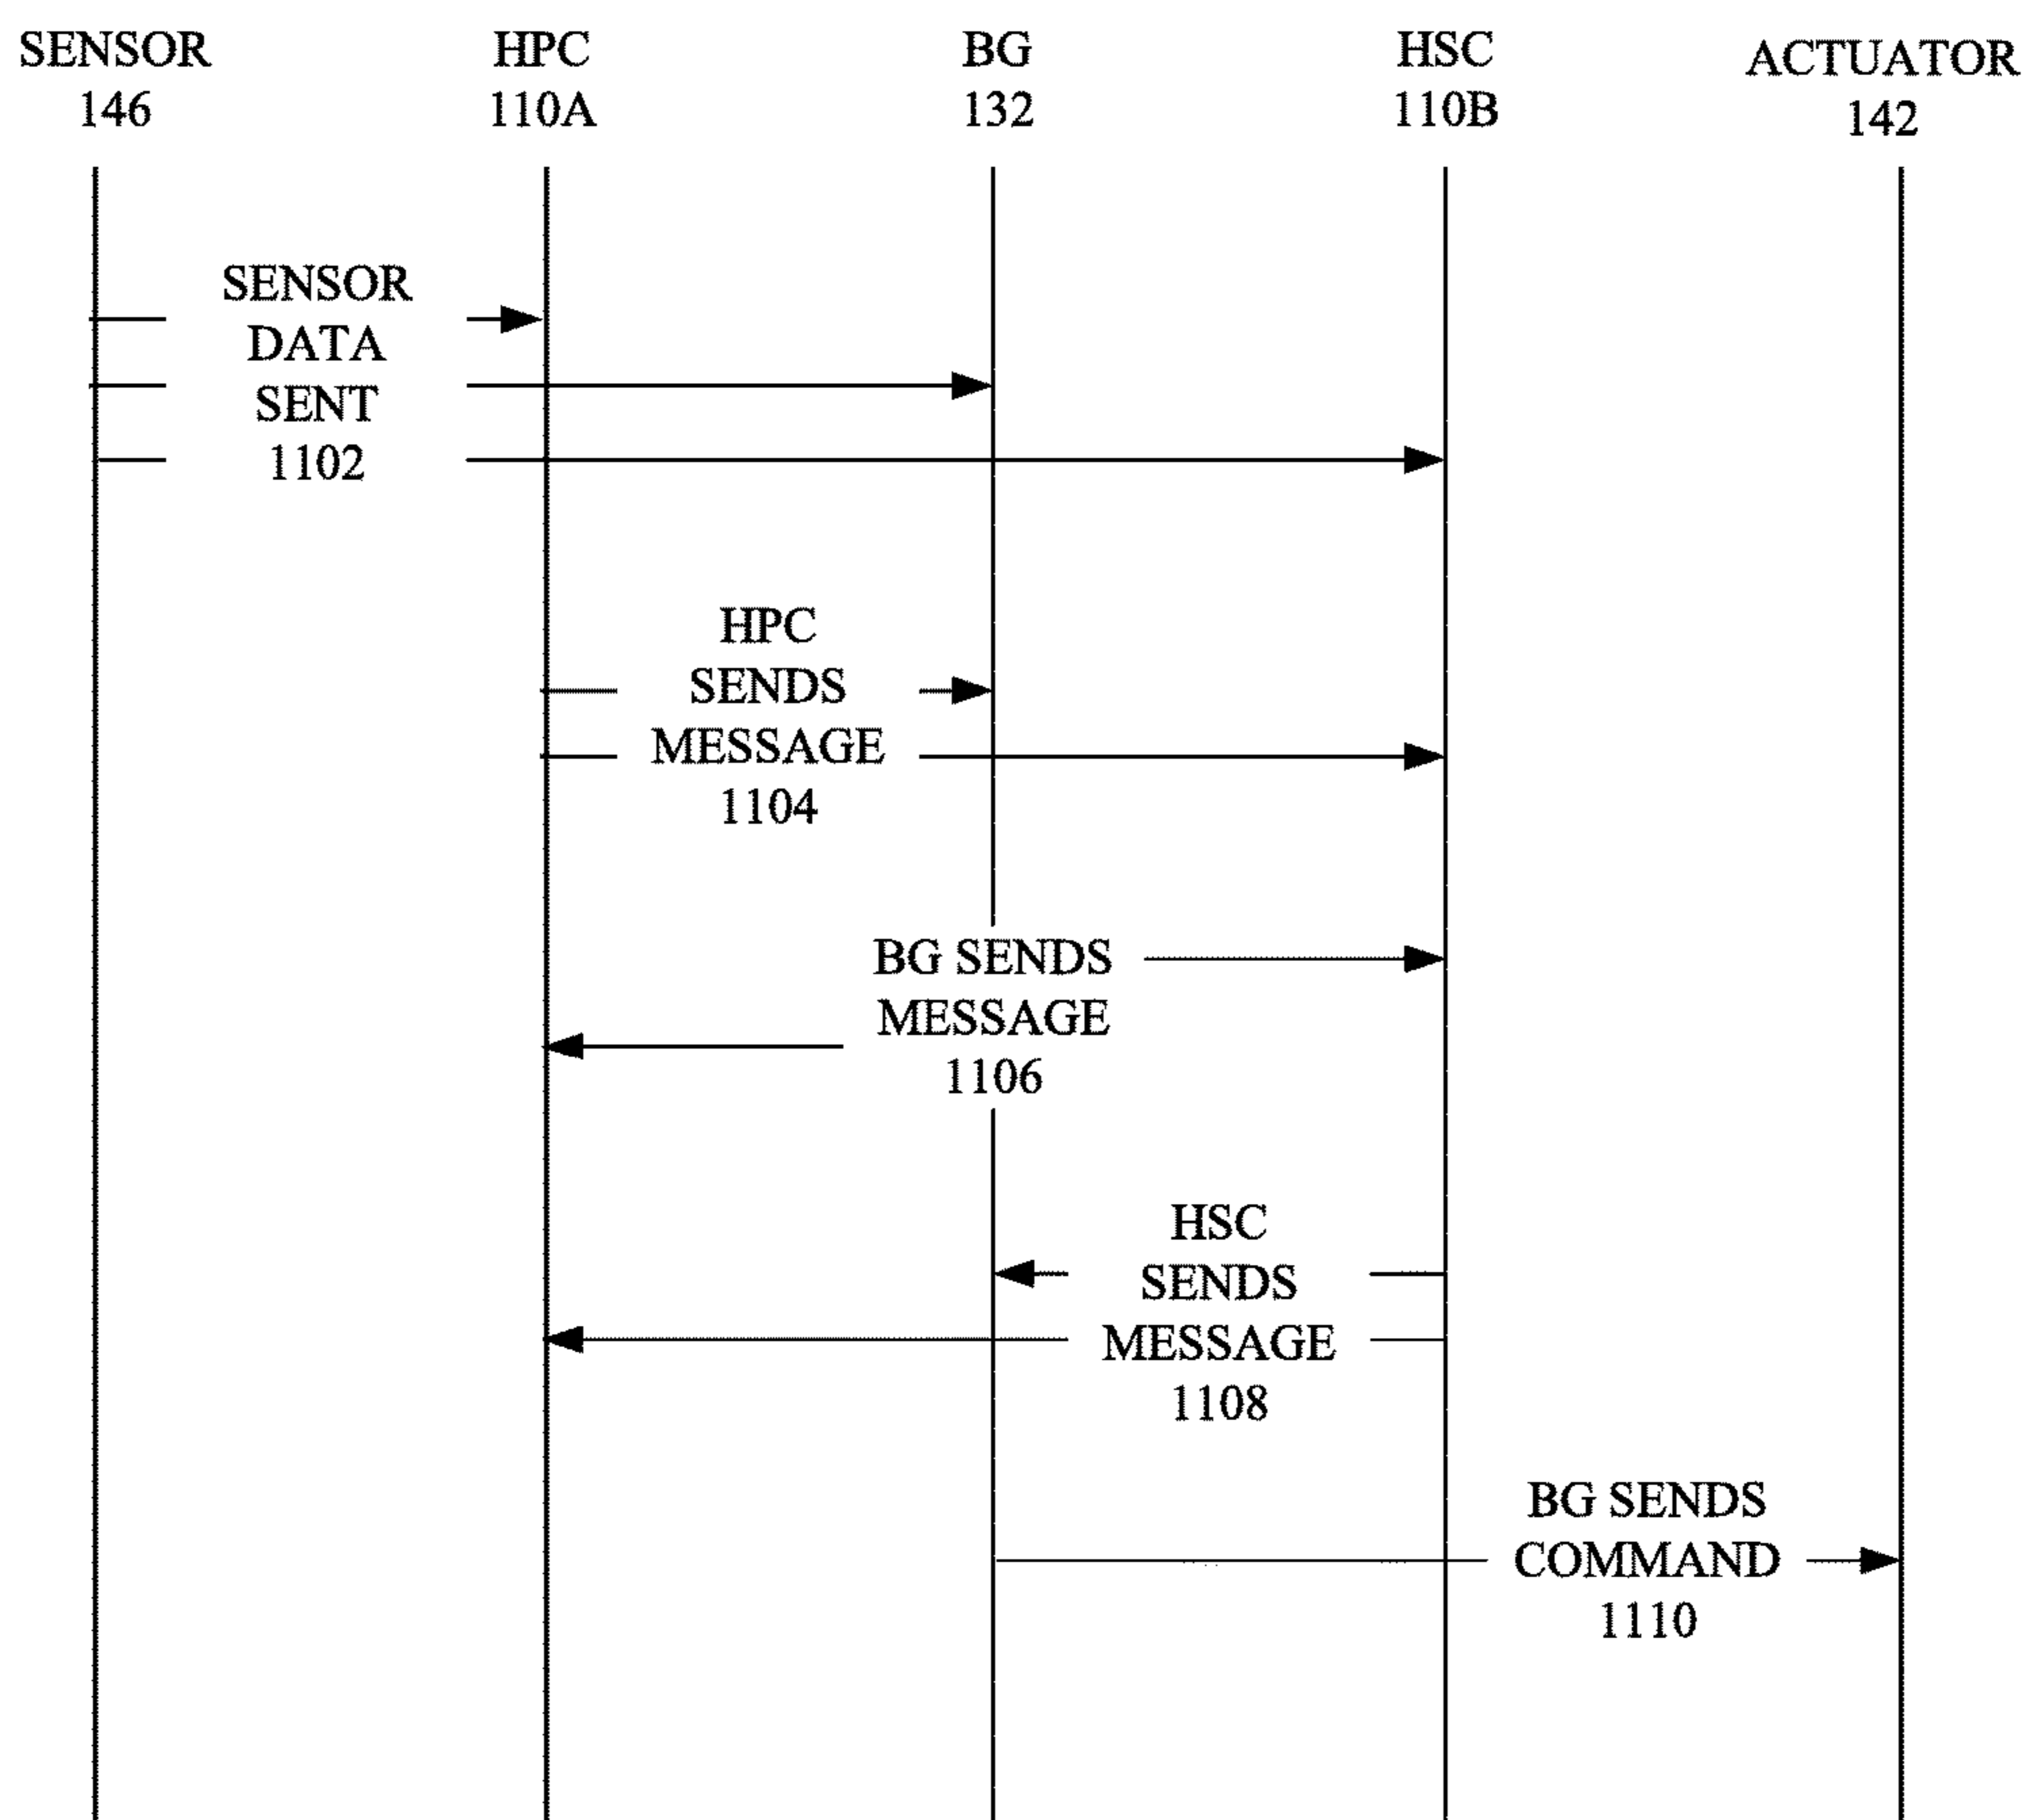 SENSOR
146
HPC
110A
BG
132
HSC
110B
ACTUATOR
142
SENSOR
DATA
SENT
1102
HPC
SENDS
MESSAGE
1104
BG SENDS
MESSAGE
1106
HSC
SENDS
MESSAGE
1108
BG SENDS
COMMAND
1110